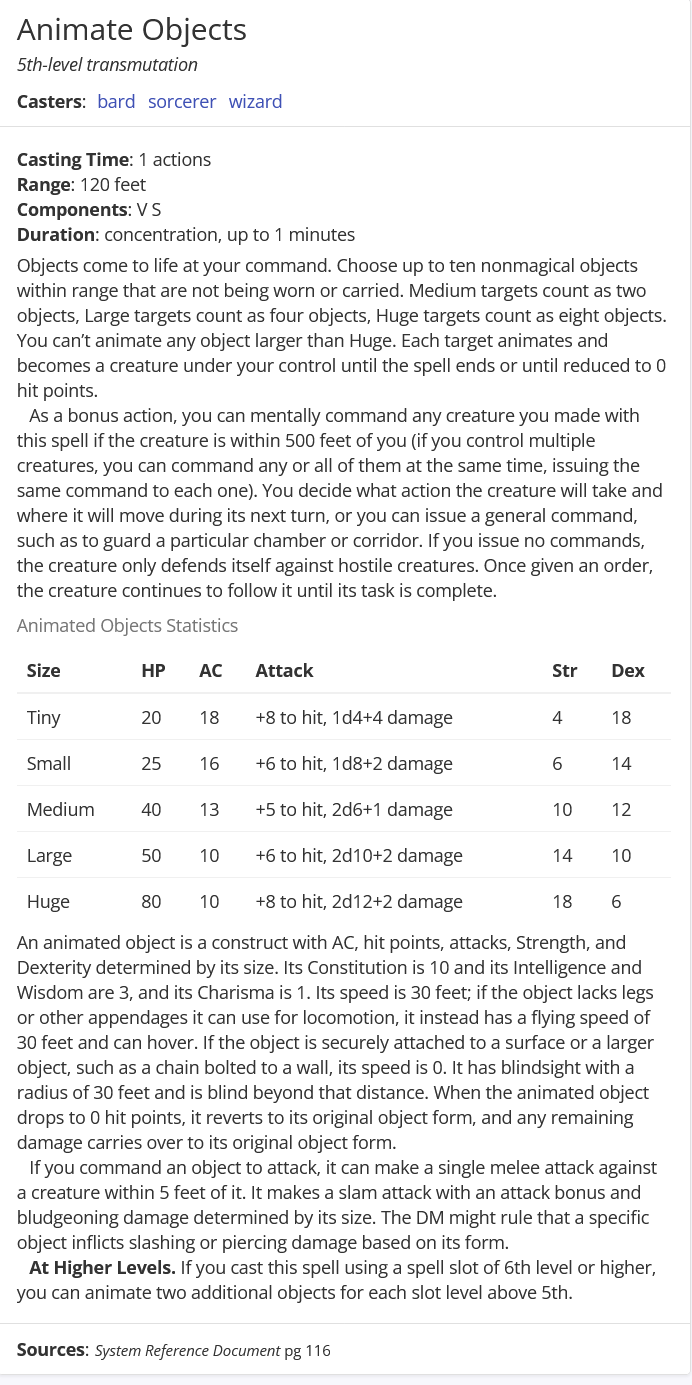 Animate Objects
5th-level transmutation
Casters: bard sorcerer wizard
Casting Time: 1 actions
Range: 120 feet
Components: V S
Duration: concentration, up to 1 minutes
Objects come to life at your command. Choose up to ten nonmagical objects
within range that are not being worn or carried. Medium targets count as two
objects, Large targets count as four objects, Huge targets count as eight objects.
You can’t animate any object larger than Huge. Each target animates and
becomes a creature under your control until the spell ends or until reduced to 0
hit points.
As a bonus action, you can mentally command any creature you made with
this spell if the creature is within 500 feet of you (if you control multiple
creatures, you can command any or all of them at the same time, issuing the
same command to each one). You decide what action the creature will take and
where it will move during its next turn, or you can issue a general command,
such as to guard a particular chamber or corridor. If you issue no commands,
the creature only defends itself against hostile creatures. Once given an order,
the creature continues to follow it until its task is complete.
Animated Objects Statistics
Size HP AC Attack Str Dex
Tiny 20 18 +8 to hit, 1d4+4 damage 4 18
Small 25 16 +6 to hit, 1d8+2 damage 6 14
Medium 40 13 +5 to hit, 2d6+1 damage 10 12
Large 50 10 +6 to hit, 2d10+2 damage 14 10
Huge 80 10 +8 to hit, 2d12+2 damage 18 6
An animated object is a construct with AC, hit points, attacks, Strength, and
Dexterity determined by its size. Its Constitution is 10 and its Intelligence and
Wisdom are 3, and its Charisma is 1. Its speed is 30 feet; if the object lacks legs
or other appendages it can use for locomotion, it instead has a flying speed of
30 feet and can hover. If the object is securely attached to a surface or a larger
object, such as a chain bolted to a wall, its speed is 0. It has blindsight with a
radius of 30 feet and is blind beyond that distance. When the animated object
drops to 0 hit points, it reverts to its original object form, and any remaining
damage carries over to its original object form.
If you command an object to attack, it can make a single melee attack against
a creature within 5 feet of it. It makes a slam attack with an attack bonus and
bludgeoning damage determined by its size. The DM might rule that a specific
object inflicts slashing or piercing damage based on its form.
At Higher Levels. If you cast this spell using a spell slot of 6th level or higher,
you can animate two additional objects for each slot level above 5th.
Sources: System Reference Document pg 116